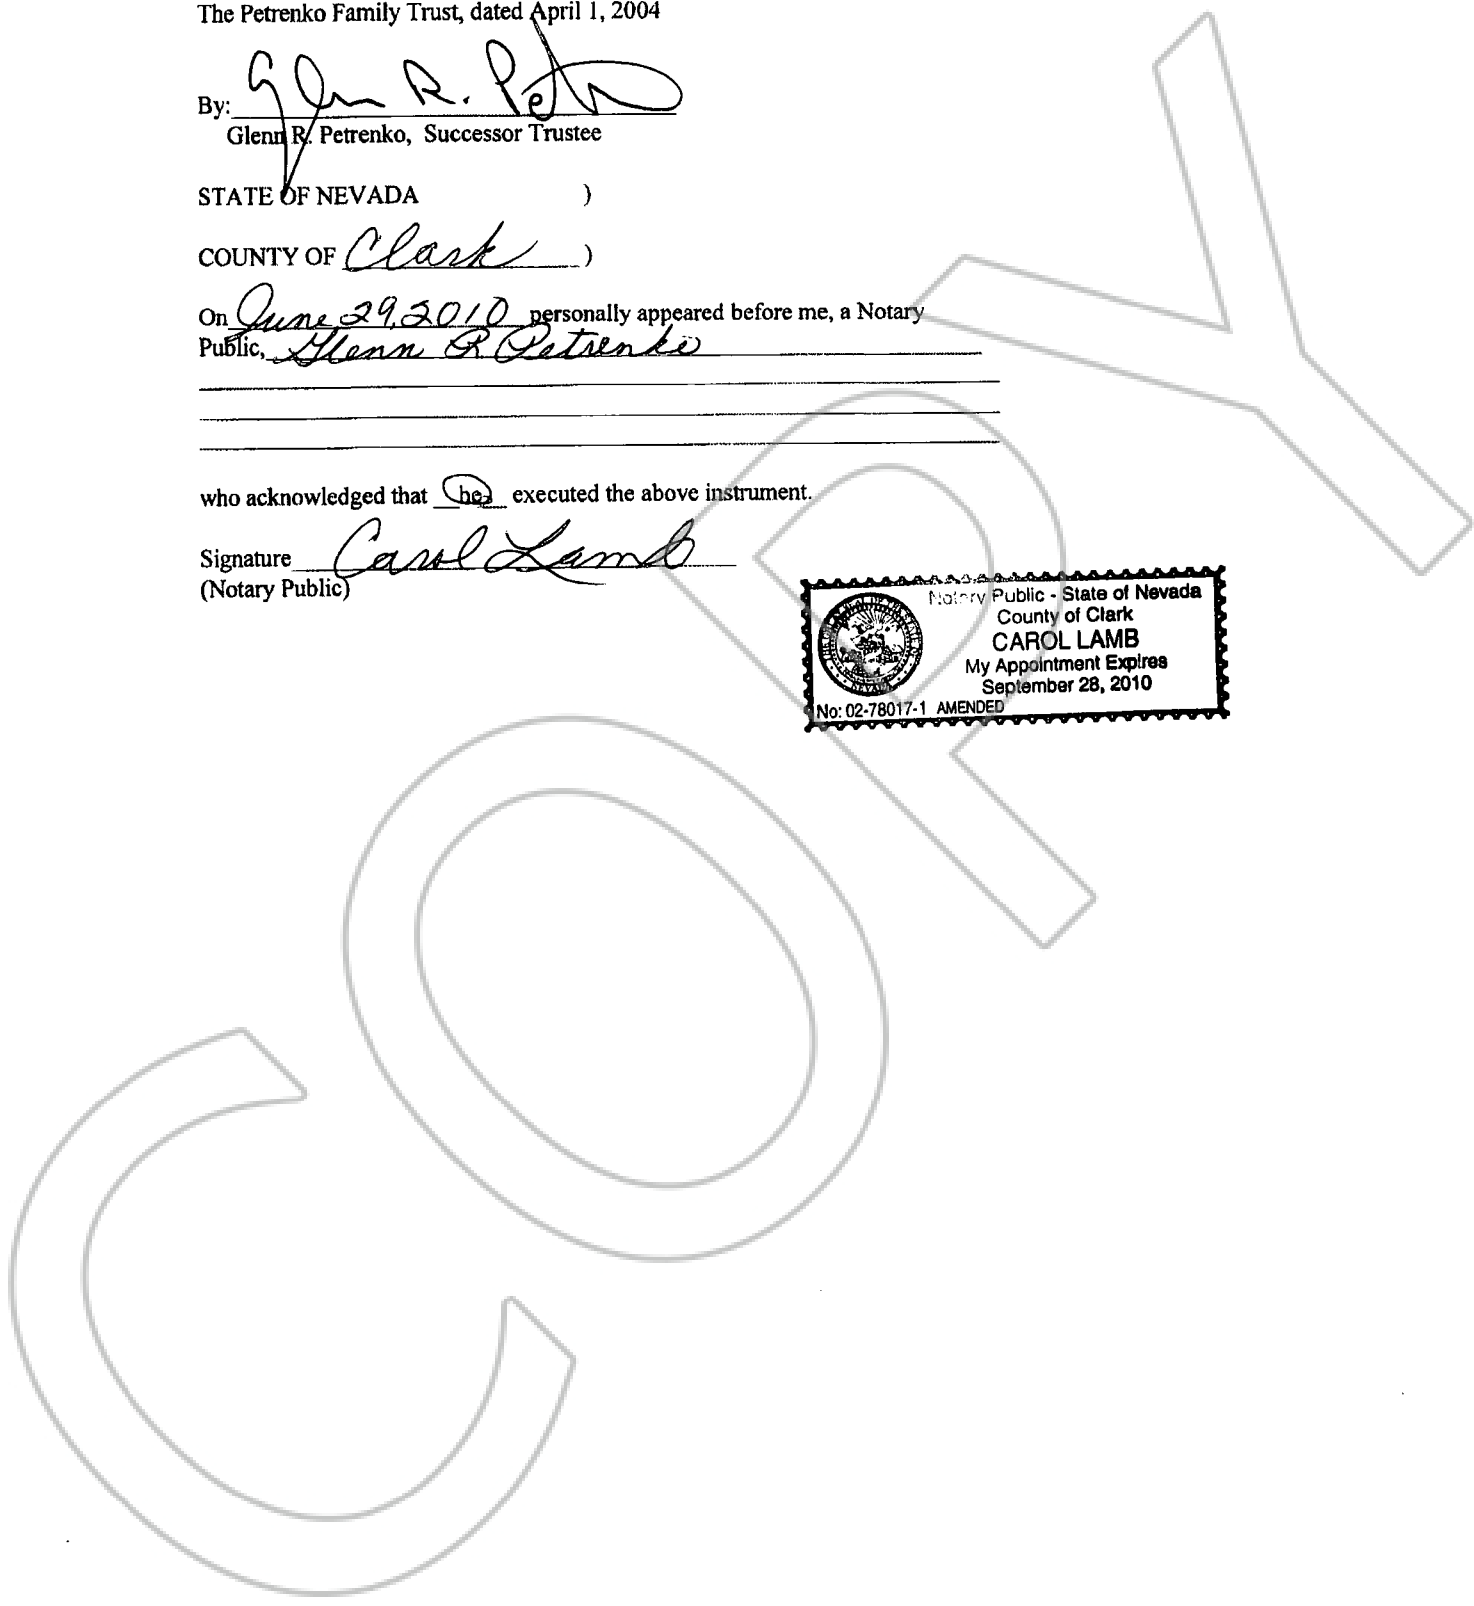 The Petrenko Family Trust, dated April 1, 2004
By: Glenn R. Petrenko
Glenn R. Petrenko, Successor Trustee
STATE OF NEVADA )
COUNTY OF Clark )
On June 29, 2010 personally appeared before me, a Notary
Public, Glenn R Petrenko
who acknowledged that he executed the above instrument.
Signature Carol Lamb
(Notary Public)
Notary Public - State of Nevada
County of Clark
CAROL LAMB
My Appointment Expires
September 28, 2010
No: 02-78017-1 AMENDED
NEVADA
COPY